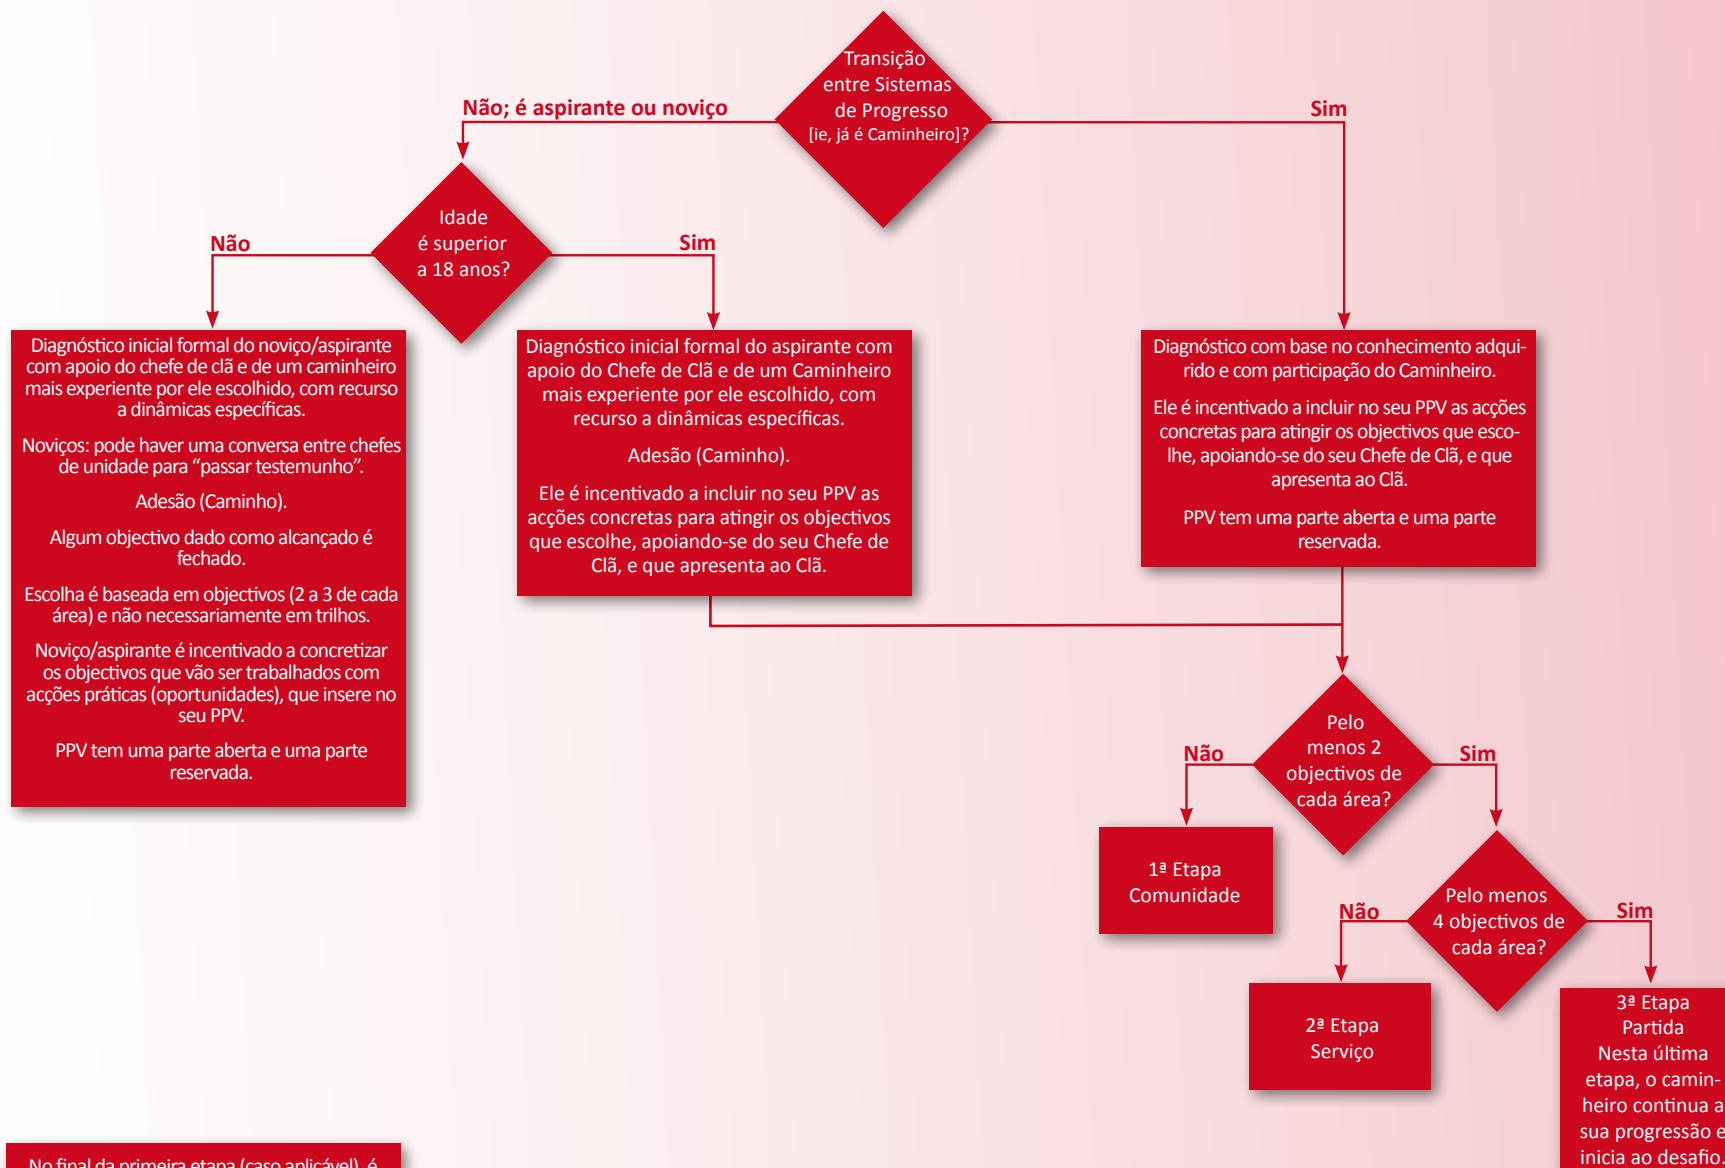 Transição
entre Sistemas
de Progresso
[ie, já é Caminheiro]?
Não; é aspirante ou noviço
Sim
Idade
é superior
a 18 anos?
Não
Sim
Diagnóstico inicial formal do noviço/aspirante
com apoio do chefe de clã e de um caminheiro
mais experiente por ele escolhido, com recurso
a dinâmicas específicas.
Noviços: pode haver uma conversa entre chefes
de unidade para “passar testemunho”.
Adesão (Caminho).
Algum objectivo dado como alcançado é
fechado.
Escolha é baseada em objectivos (2 a 3 de cada
área) e não necessariamente em trilhos.
Noviço/aspirante é incentivado a concretizar
os objectivos que vão ser trabalhados com
acções práticas (oportunidades), que insere no
seu PPV.
PPV tem uma parte aberta e uma parte
reservada.
Diagnóstico inicial formal do aspirante com
apoio do Chefe de Clã e de um Caminheiro
mais experiente por ele escolhido, com
recurso a dinâmicas específicas.
Adesão (Caminho).
Ele é incentivado a incluir no seu PPV as
acções concretas para atingir os objectivos
que escolhe, apoiando-se do seu Chefe de
Clã, e que apresenta ao Clã.
Diagnóstico com base no conhecimento adqui-
rido e com participação do Caminheiro.
Ele é incentivado a incluir no seu PPV as acções
concretas para atingir os objectivos que esco-
lhe, apoiando-se do seu Chefe de Clã, e que
apresenta ao Clã.
PPV tem uma parte aberta e uma parte
reservada.
Pelo
menos 2
objectivos de
cada área?
Não
Sim
1ª Etapa
Comunidade
Pelo menos
4 objectivos de
cada área?
Não
Sim
2ª Etapa
Serviço
3ª Etapa
Partida
Nesta última
etapa, o camin-
heiro continua a
sua progressão e
inicia ao desafio.
No final da primeira etapa (caso aplicável), é